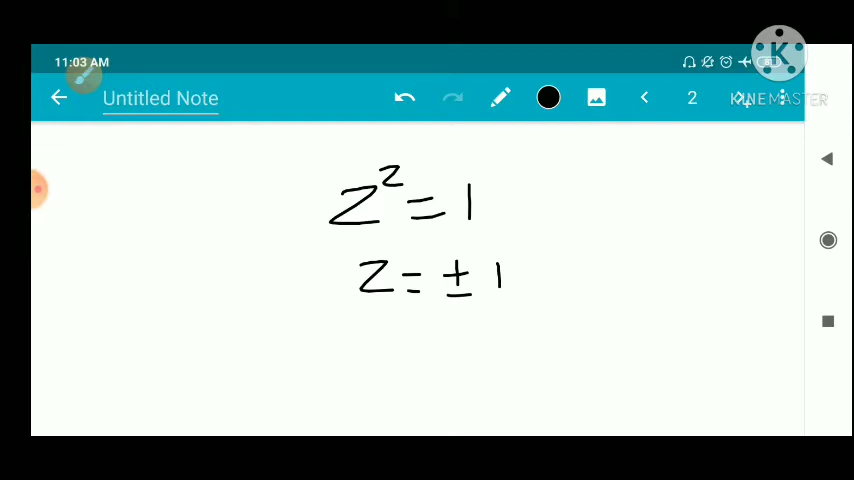 11:03 AM
K
KINEMASTER
Untitled Note
2
z² = 1
z = ± 1